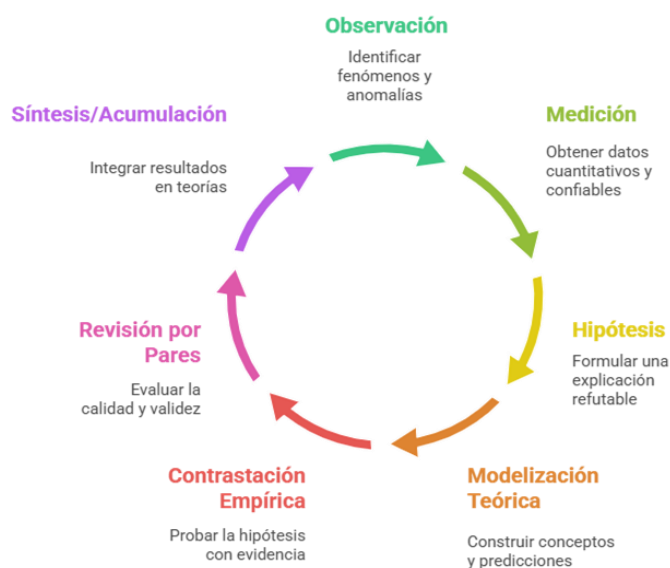 Observación
Identificar
fenómenos y
anomalías
Medición
Obtener datos
cuantitativos y
confiables
Hipótesis
Formular una
explicación
refutable
Modelización
Teórica
Construir conceptos
y predicciones
Contrastación
Empírica
Probar la hipótesis
con evidencia
Revisión por
Pares
Evaluar la
calidad y validez
Síntesis/Acumulación
Integrar resultados
en teorías